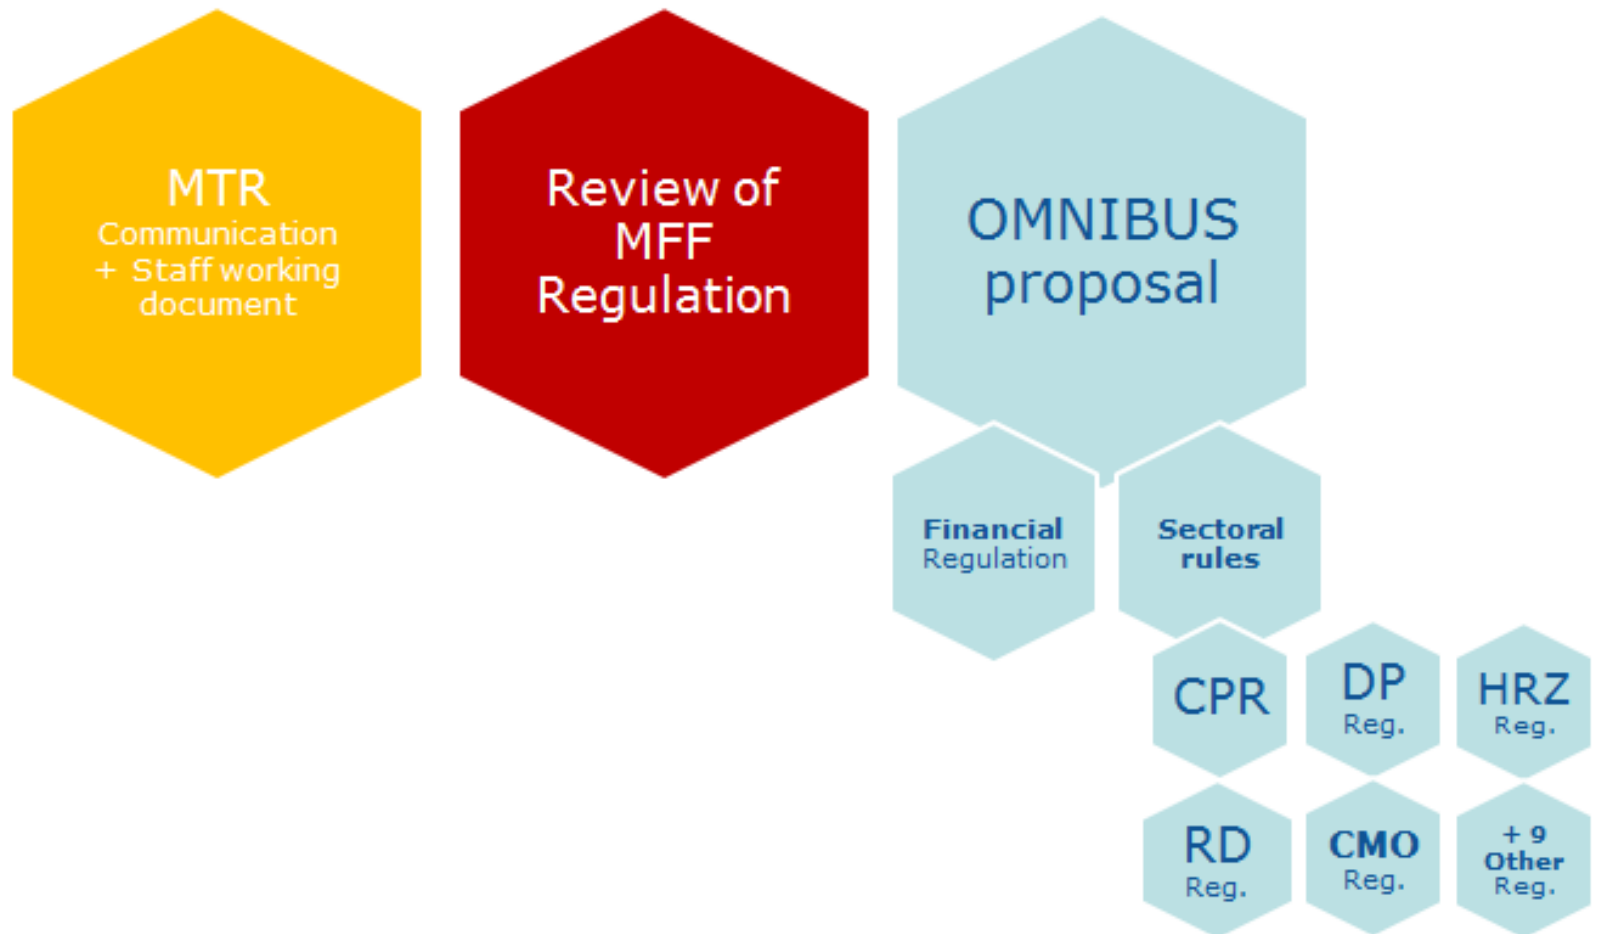 MTR
Communication
+ Staff working
document
Review of
MFF
Regulation
OMNIBUS
proposal
Financial
Regulation
Sectoral
rules
CPR
DP
Reg.
HRZ
Reg.
RD
Reg.
CMO
Reg.
+ 9
Other
Reg.